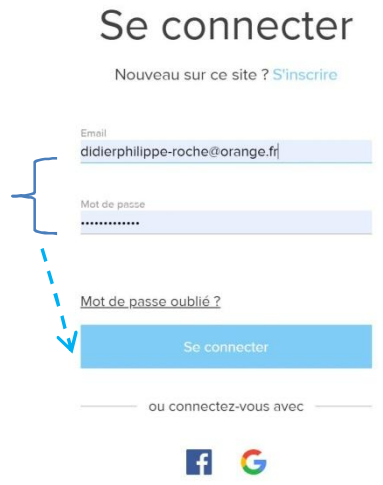 Se connecter
Nouveau sur ce site ? S'inscrire
Email
didierphilippe-roche@orange.fr
Mot de passe
•••••••••••••
Mot de passe oublié ?
Se connecter
ou connectez-vous avec